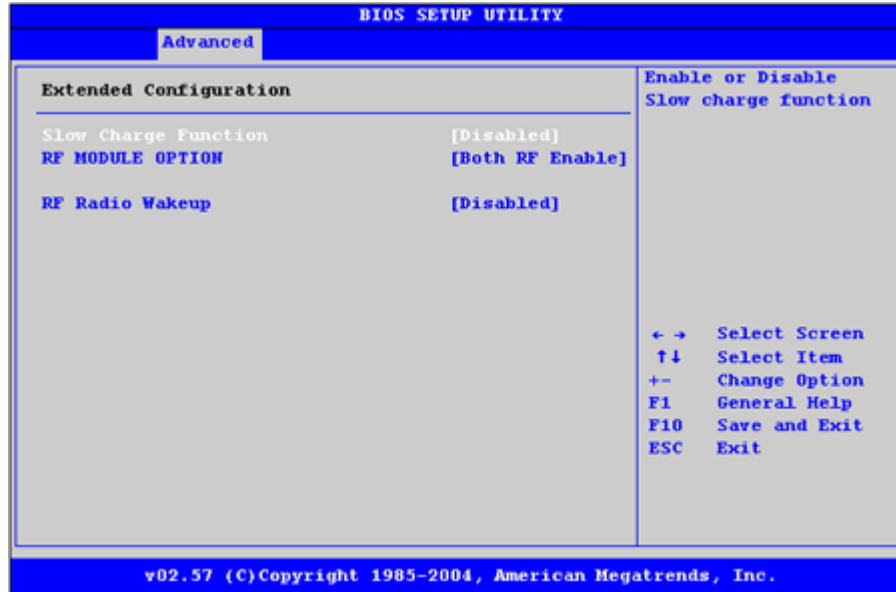 BIOS SETUP UTILITY
Advanced
Extended Configuration
Slow Charge Function [Disabled]
RF MODULE OPTION [Both RF Enable]
RF Radio Wakeup [Disabled]
Enable or Disable
Slow charge function
← → Select Screen
↑↓ Select Item
+- Change Option
F1 General Help
F10 Save and Exit
ESC Exit
v02.57 (C)Copyright 1985-2004, American Megatrends, Inc.